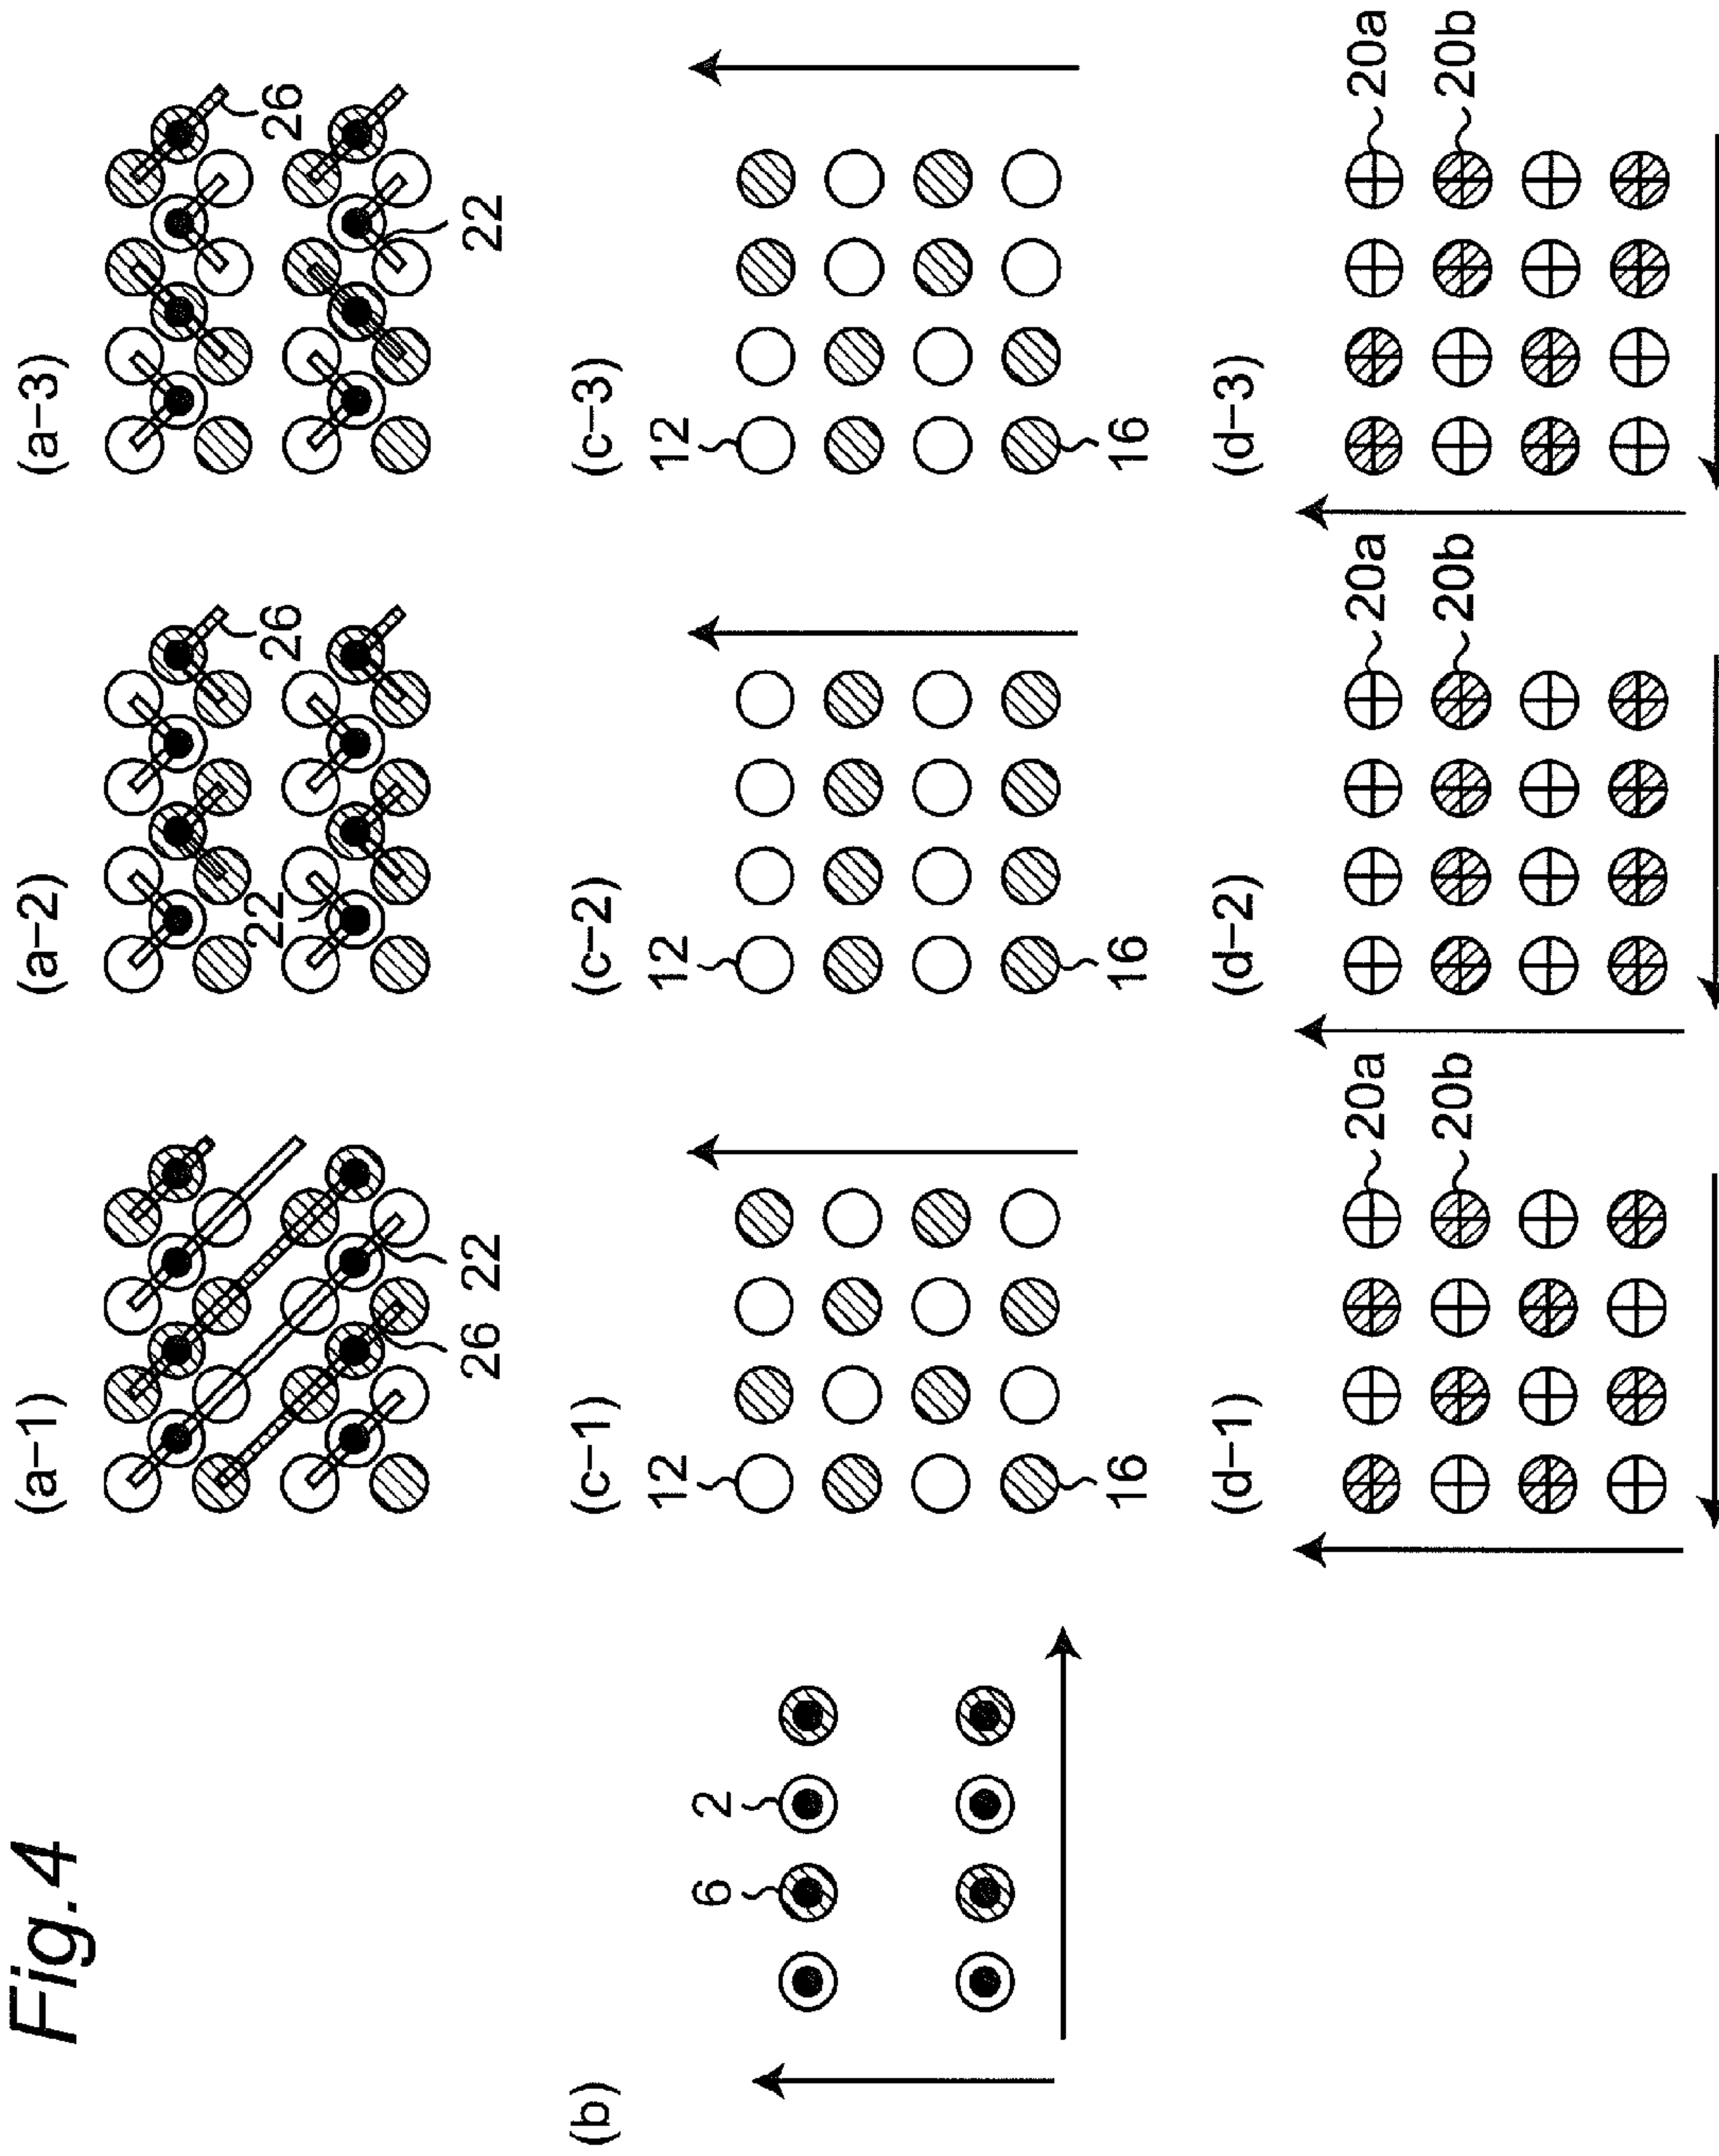 Fig.4
(a-1)
26 22
(a-2)
22
26
(a-3)
26
22
(b)
6 2
(c-1)
12
16
(c-2)
12
16
(c-3)
12
16
(d-1)
20a
20b
(d-2)
20a
20b
(d-3)
20a
20b